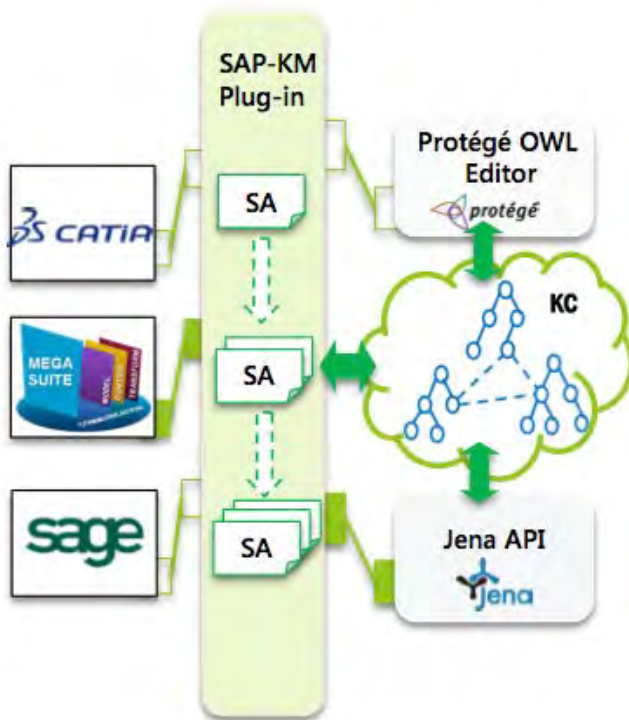 SAP-KM
Plug-in
Protégé OWL
Editor
protégé
SA
CATIA
KC
MEGA
SUITE
SA
sage
SA
Jena API
Jena